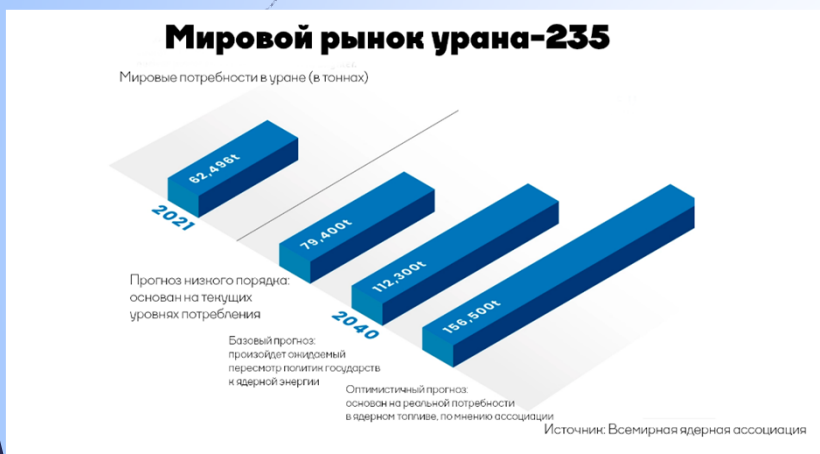 Мировой рынок урана-235
Мировые потребности в уране (в тоннах)
62,496t
2021
79,400t
Прогноз низкого порядка:
основан на текущих
уровнях потребления
112,300t
2040
156,500t
Базовый прогноз:
произойдет ожидаемый
пересмотр политик государств
к ядерной энергии
Оптимистичный прогноз:
основан на реальной потребности
в ядерном топливе, по мнению ассоциации
Источник: Всемирная ядерная ассоциация